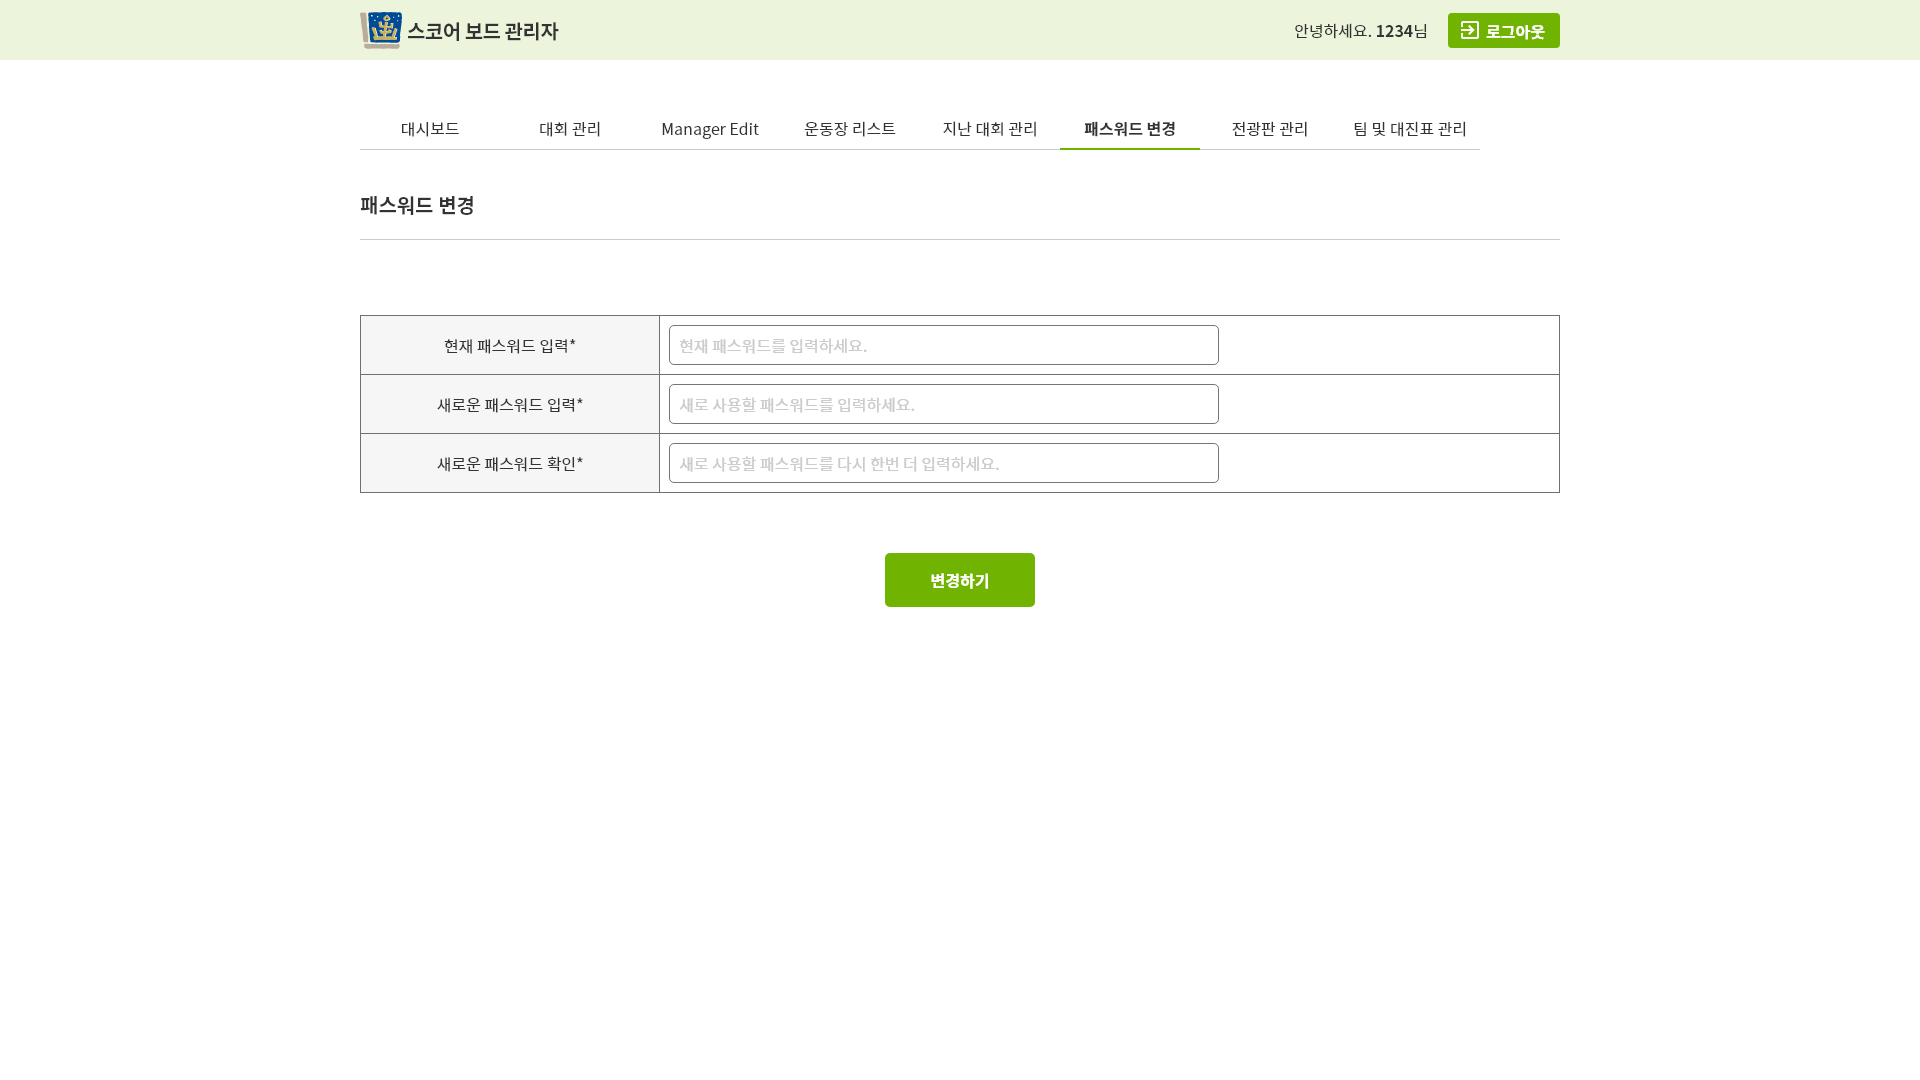 스코어 보드 관리자
안녕하세요. 1234님
로그아웃
대시보드
대회 관리
Manager Edit
운동장 리스트
지난 대회 관리
패스워드 변경
전광판 관리
팀 및 대진표 관리
패스워드 변경
현재 패스워드 입력*
현재 패스워드를 입력하세요.
새로운 패스워드 입력*
새로 사용할 패스워드를 입력하세요.
새로운 패스워드 확인*
새로 사용할 패스워드를 다시 한번 더 입력하세요.
변경하기